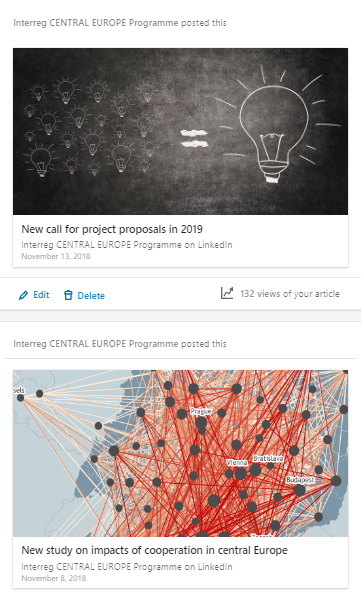 Interreg CENTRAL EUROPE Programme posted this
New call for project proposals in 2019
Interreg CENTRAL EUROPE Programme on LinkedIn
November 13, 2018
Edit Delete 132 views of your article
Interreg CENTRAL EUROPE Programme posted this
Prague
Vienna Bratislava
Budapest
New study on impacts of cooperation in central Europe
Interreg CENTRAL EUROPE Programme on LinkedIn
November 8, 2018